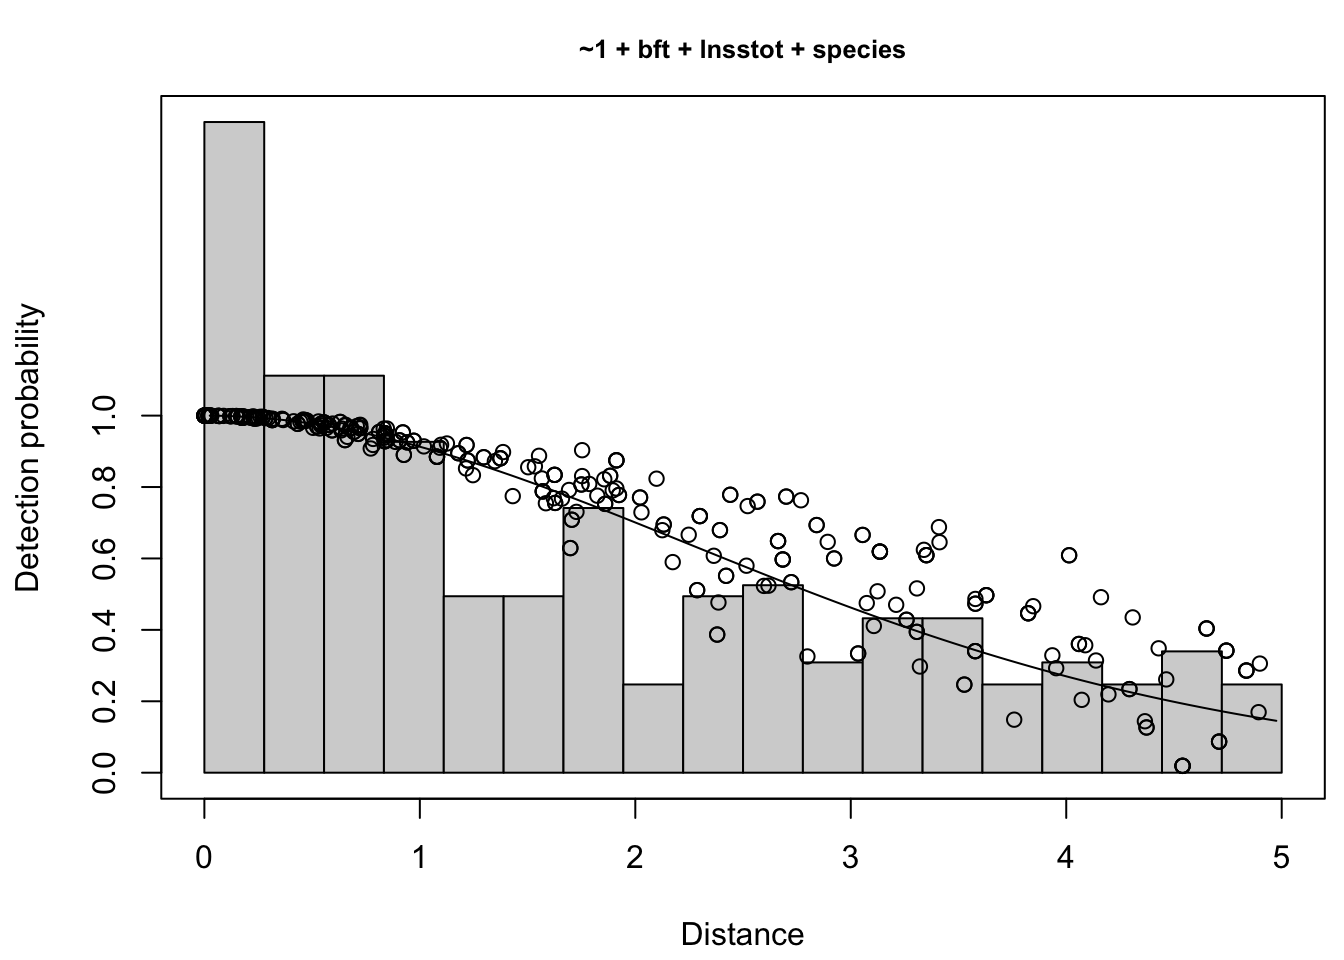 ~1 + bft + lnsstot + species
Detection probability
1.0
0.8
0.6
0.4
0.2
0.0
0 1 2 3 4 5
Distance